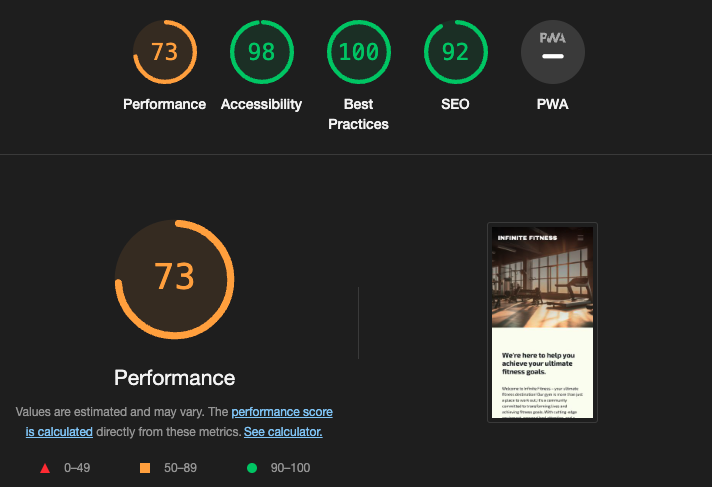 73
98
100
92
PWA
Performance
Accessibility
Best
Practices
SEO
PWA
73
Performance
Values are estimated and may vary. The performance score
is calculated directly from these metrics. See calculator.
0–49
50–89
90–100
INFINITE FITNESS
We're here to help you
achieve your ultimate
fitness goals.
Welcome to Infinite Fitness – your ultimate
fitness destination! Our gym is more than just
a place to work out; it's a community
committed to transforming lives and
achieving fitness goals. With cutting-edge